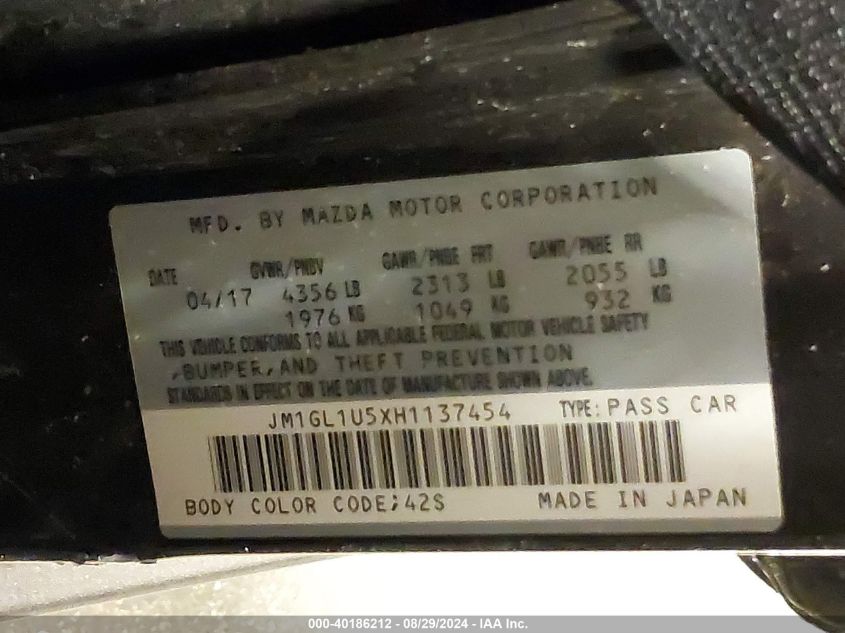 MFD. BY MAZDA MOTOR CORPORATION
DATE GVWR/PNBV GAWR/PNBE FRT GAWR/PNBE RR
04/17 4356 LB 2313 LB 2055 LB
1976 KG 1049 KG 932 KG
THIS VEHICLE CONFORMS TO ALL APPLICABLE FEDERAL MOTOR VEHICLE SAFETY
,BUMPER,AND THEFT PREVENTION
STANDARDS IN EFFECT ON THE DATE OF MANUFACTURE SHOWN ABOVE.
JM1GL1U5XH1137454 TYPE: PASS CAR
BODY COLOR CODE;42S MADE IN JAPAN
000-40186212 - 08/29/2024 - IAA Inc.